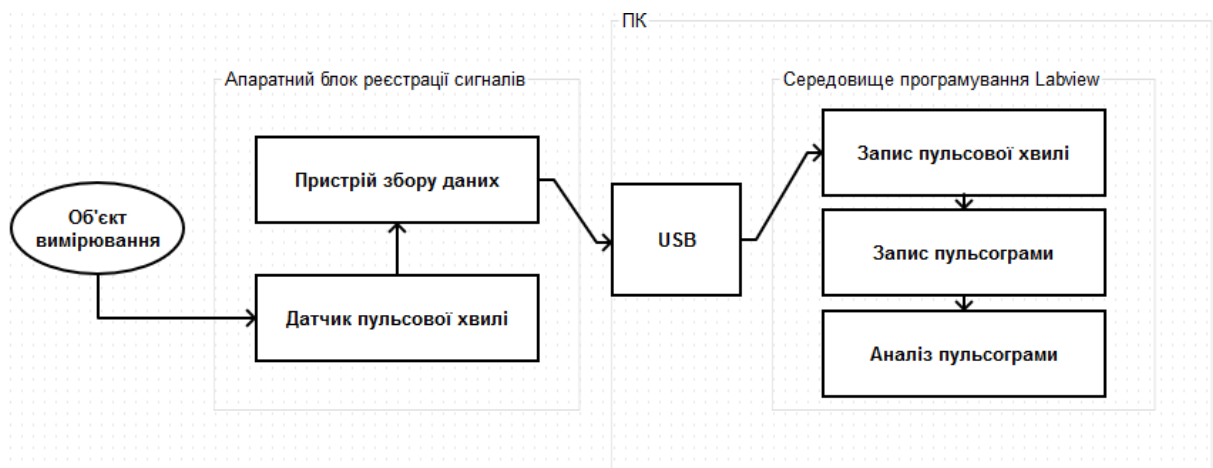 ПК
Апаратний блок реєстрації сигналів
Середовище програмування Labview
Пристрій збору даних
Запис пульсової хвилі
Об'єкт
вимірювання
USB
Запис пульсограми
Датчик пульсової хвилі
Аналіз пульсограми